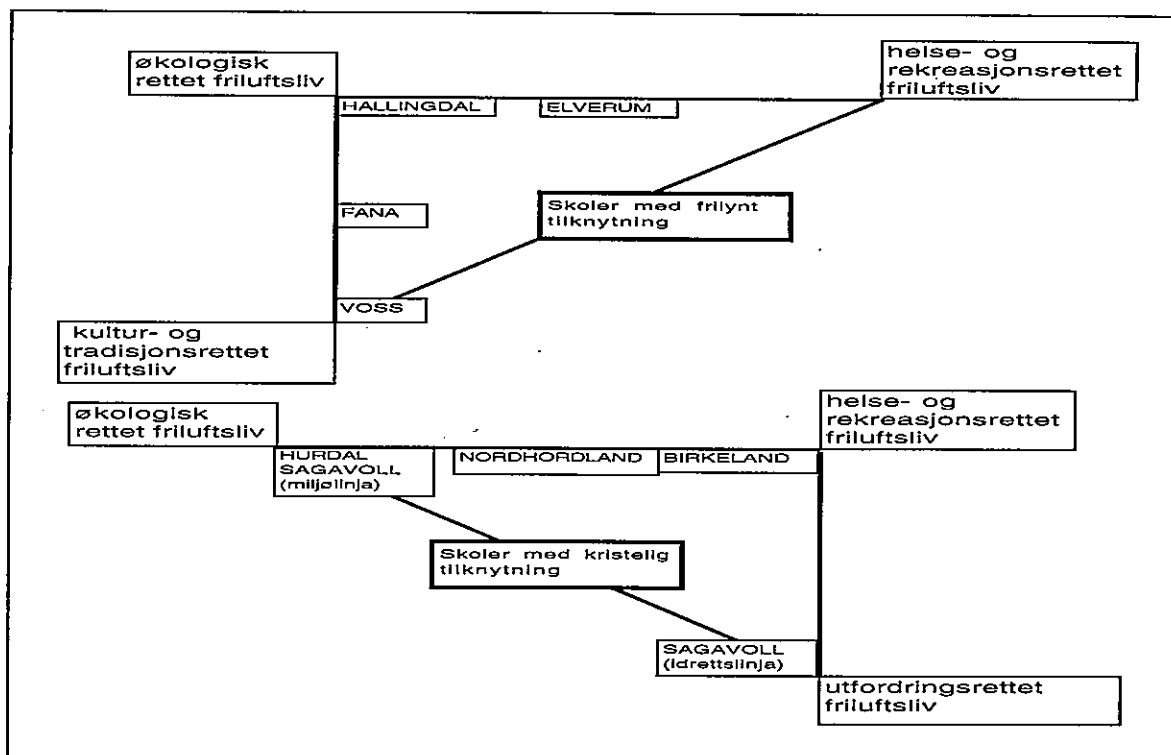 økologisk
rettet friluftsliv
helse- og
rekreasjonsrettet
friluftsliv
HALLINGDAL
ELVERUM
Skoler med frilynt
tilknytning
FANA
VOSS
kultur- og
tradisjonsrettet
friluftsliv
økologisk
rettet friluftsliv
helse- og
rekreasjonsrettet
friluftsliv
HURDAL
SAGAVOLL
(miljølinja)
NORDHORDLAND
BIRKELAND
Skoler med kristelig
tilknytning
SAGAVOLL
(idrettslinja)
utfordringsrettet
friluftsliv